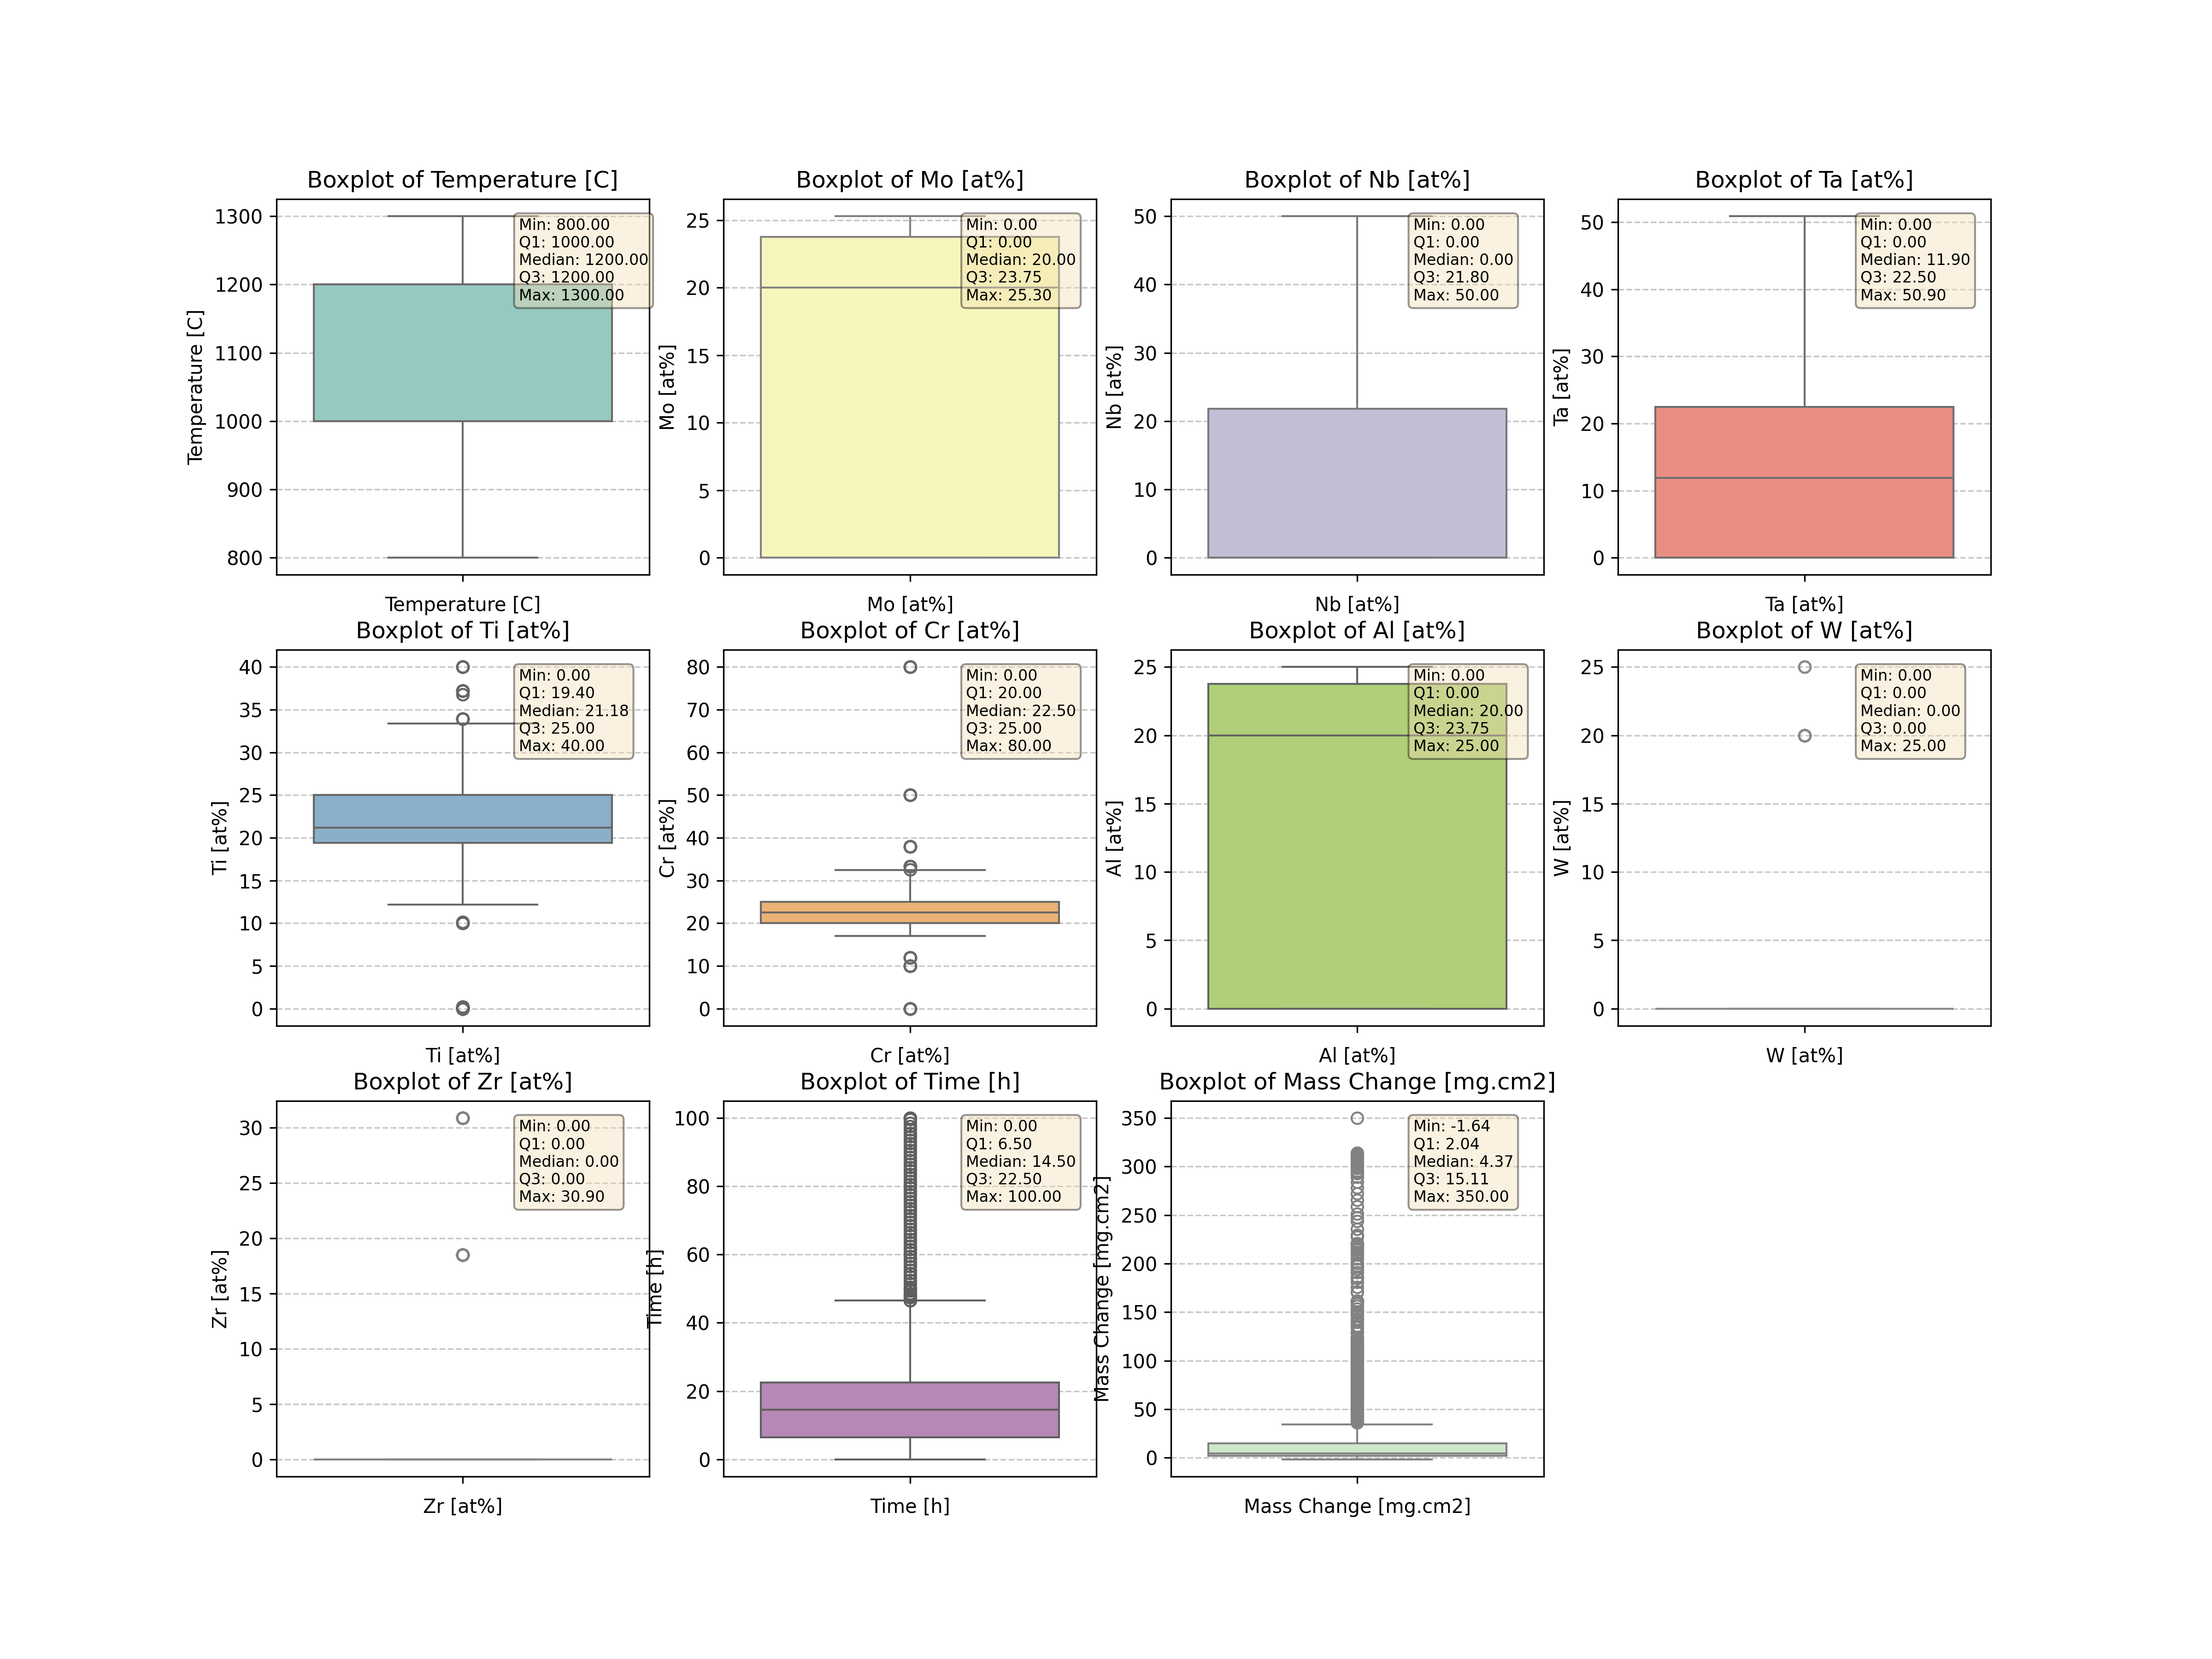 Boxplot of Temperature [C]
Temperature [C]
1300
1200
1100
1000
900
800
Min: 800.00
Q1: 1000.00
Median: 1200.00
Q3: 1200.00
Max: 1300.00
Temperature [C]
Boxplot of Mo [at%]
Mo [at%]
25
20
15
10
5
0
Min: 0.00
Q1: 0.00
Median: 20.00
Q3: 23.75
Max: 25.30
Mo [at%]
Boxplot of Nb [at%]
Nb [at%]
50
40
30
20
10
0
Min: 0.00
Q1: 0.00
Median: 0.00
Q3: 21.80
Max: 50.00
Nb [at%]
Boxplot of Ta [at%]
Ta [at%]
50
40
30
20
10
0
Min: 0.00
Q1: 0.00
Median: 11.90
Q3: 22.50
Max: 50.90
Ta [at%]
Boxplot of Ti [at%]
Ti [at%]
40
35
30
25
20
15
10
5
0
Min: 0.00
Q1: 19.40
Median: 21.18
Q3: 25.00
Max: 40.00
Ti [at%]
Boxplot of Cr [at%]
Cr [at%]
80
70
60
50
40
30
20
10
0
Min: 0.00
Q1: 20.00
Median: 22.50
Q3: 25.00
Max: 80.00
Cr [at%]
Boxplot of Al [at%]
Al [at%]
25
20
15
10
5
0
Min: 0.00
Q1: 0.00
Median: 20.00
Q3: 23.75
Max: 25.00
Al [at%]
Boxplot of W [at%]
W [at%]
25
20
15
10
5
0
Min: 0.00
Q1: 0.00
Median: 0.00
Q3: 0.00
Max: 25.00
W [at%]
Boxplot of Zr [at%]
Zr [at%]
30
25
20
15
10
5
0
Min: 0.00
Q1: 0.00
Median: 0.00
Q3: 0.00
Max: 30.90
Zr [at%]
Boxplot of Time [h]
Time [h]
100
80
60
40
20
0
Min: 0.00
Q1: 6.50
Median: 14.50
Q3: 22.50
Max: 100.00
Time [h]
Boxplot of Mass Change [mg.cm2]
Mass Change [mg.cm2]
350
300
250
200
150
100
50
0
Min: -1.64
Q1: 2.04
Median: 4.37
Q3: 15.11
Max: 350.00
Mass Change [mg.cm2]